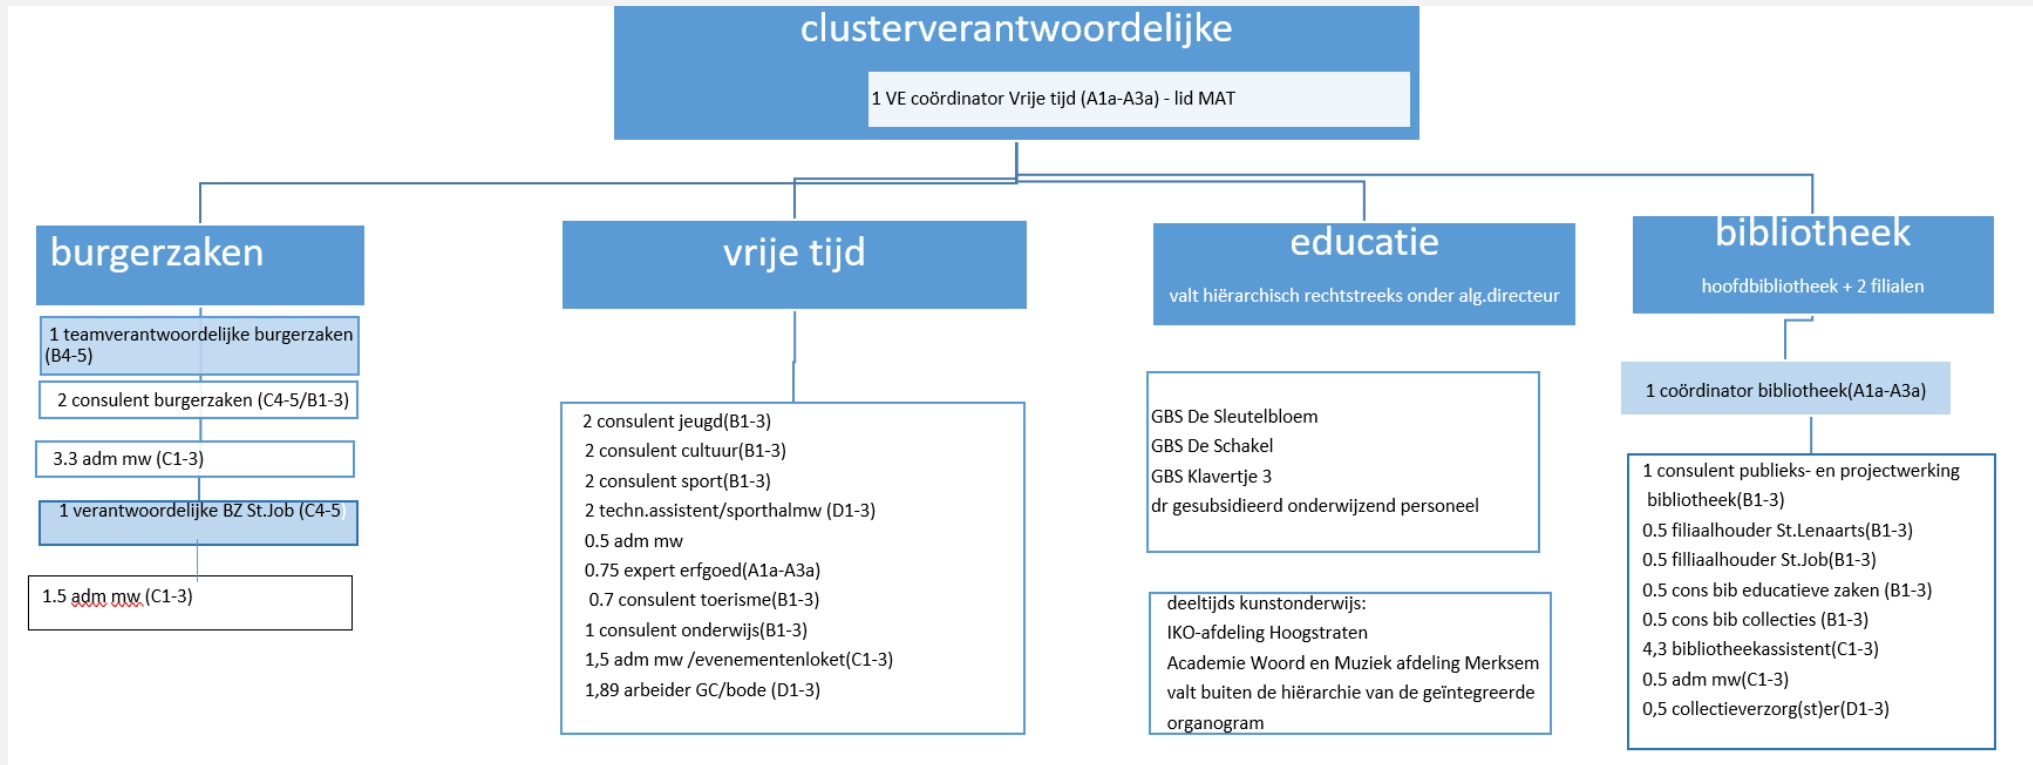 clusterverantwoordelijke
1 VE coördinator Vrije tijd (A1a-A3a) - lid MAT
burgerzaken
1 teamverantwoordelijke burgerzaken
(B4-5)
2 consulent burgerzaken (C4-5/B1-3)
3.3 adm mw (C1-3)
1 verantwoordelijke BZ St.Job (C4-5)
1.5 adm mw (C1-3)
vrije tijd
2 consulent jeugd(B1-3)
2 consulent cultuur(B1-3)
2 consulent sport(B1-3)
2 techn.assistent/sporthalmw (D1-3)
0.5 adm mw
0.75 expert erfgoed(A1a-A3a)
0.7 consulent toerisme(B1-3)
1 consulent onderwijs(B1-3)
1,5 adm mw /evenementenloket(C1-3)
1,89 arbeider GC/bode (D1-3)
educatie
valt hiërarchisch rechtstreeks onder alg.directeur
GBS De Sleutelbloem
GBS De Schakel
GBS Klavertje 3
dr gesubsidieerd onderwijzend personeel
deeltijds kunstonderwijs:
IKO-afdeling Hoogstraten
Academie Woord en Muziek afdeling Merksem
valt buiten de hiërarchie van de geïntegreerde
organogram
bibliotheek
hoofdbibliotheek + 2 filialen
1 coördinator bibliotheek(A1a-A3a)
1 consulent publieks- en projectwerking
bibliotheek(B1-3)
0.5 filiaalhouder St.Lenaarts(B1-3)
0.5 filliaalhouder St.Job(B1-3)
0.5 cons bib educatieve zaken (B1-3)
0.5 cons bib collecties (B1-3)
4,3 bibliotheekassistent(C1-3)
0.5 adm mw(C1-3)
0,5 collectieverzorg(st)er(D1-3)